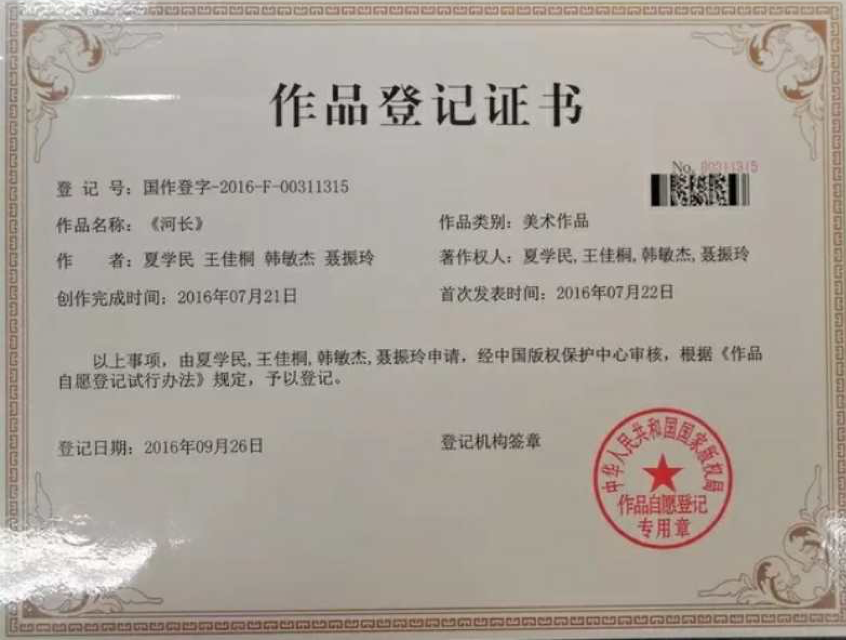 作品登记证书
No. 00311315
登 记 号：国作登字-2016-F-00311315
作品名称：《河长》
作品类别：美术作品
作 者：夏学民 王佳桐 韩敏杰 聂振玲
著作权人：夏学民,王佳桐,韩敏杰,聂振玲
创作完成时间：2016年07月21日
首次发表时间：2016年07月22日
以上事项，由夏学民,王佳桐,韩敏杰,聂振玲申请，经中国版权保护中心审核，根据《作品
自愿登记试行办法》规定，予以登记。
登记日期：2016年09月26日
登记机构签章
中华人民共和国国家版权局
作品自愿登记
专用章